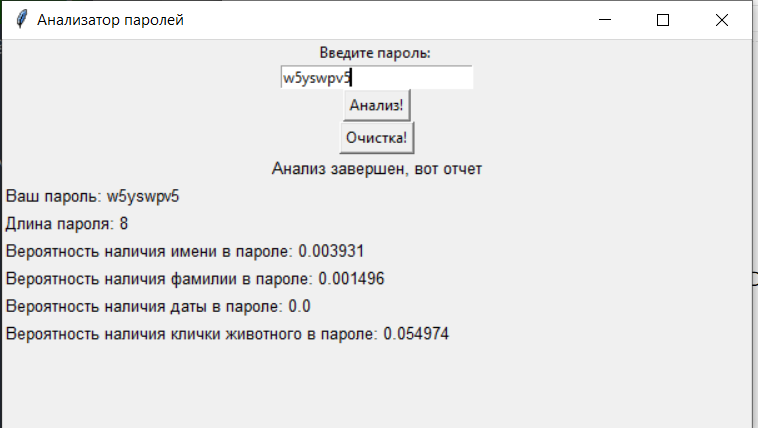 Анализатор паролей
Введите пароль:
w5yswpv5
Анализ!
Очистка!
Анализ завершен, вот отчет
Ваш пароль: w5yswpv5
Длина пароля: 8
Вероятность наличия имени в пароле: 0.003931
Вероятность наличия фамилии в пароле: 0.001496
Вероятность наличия даты в пароле: 0.0
Вероятность наличия клички животного в пароле: 0.054974